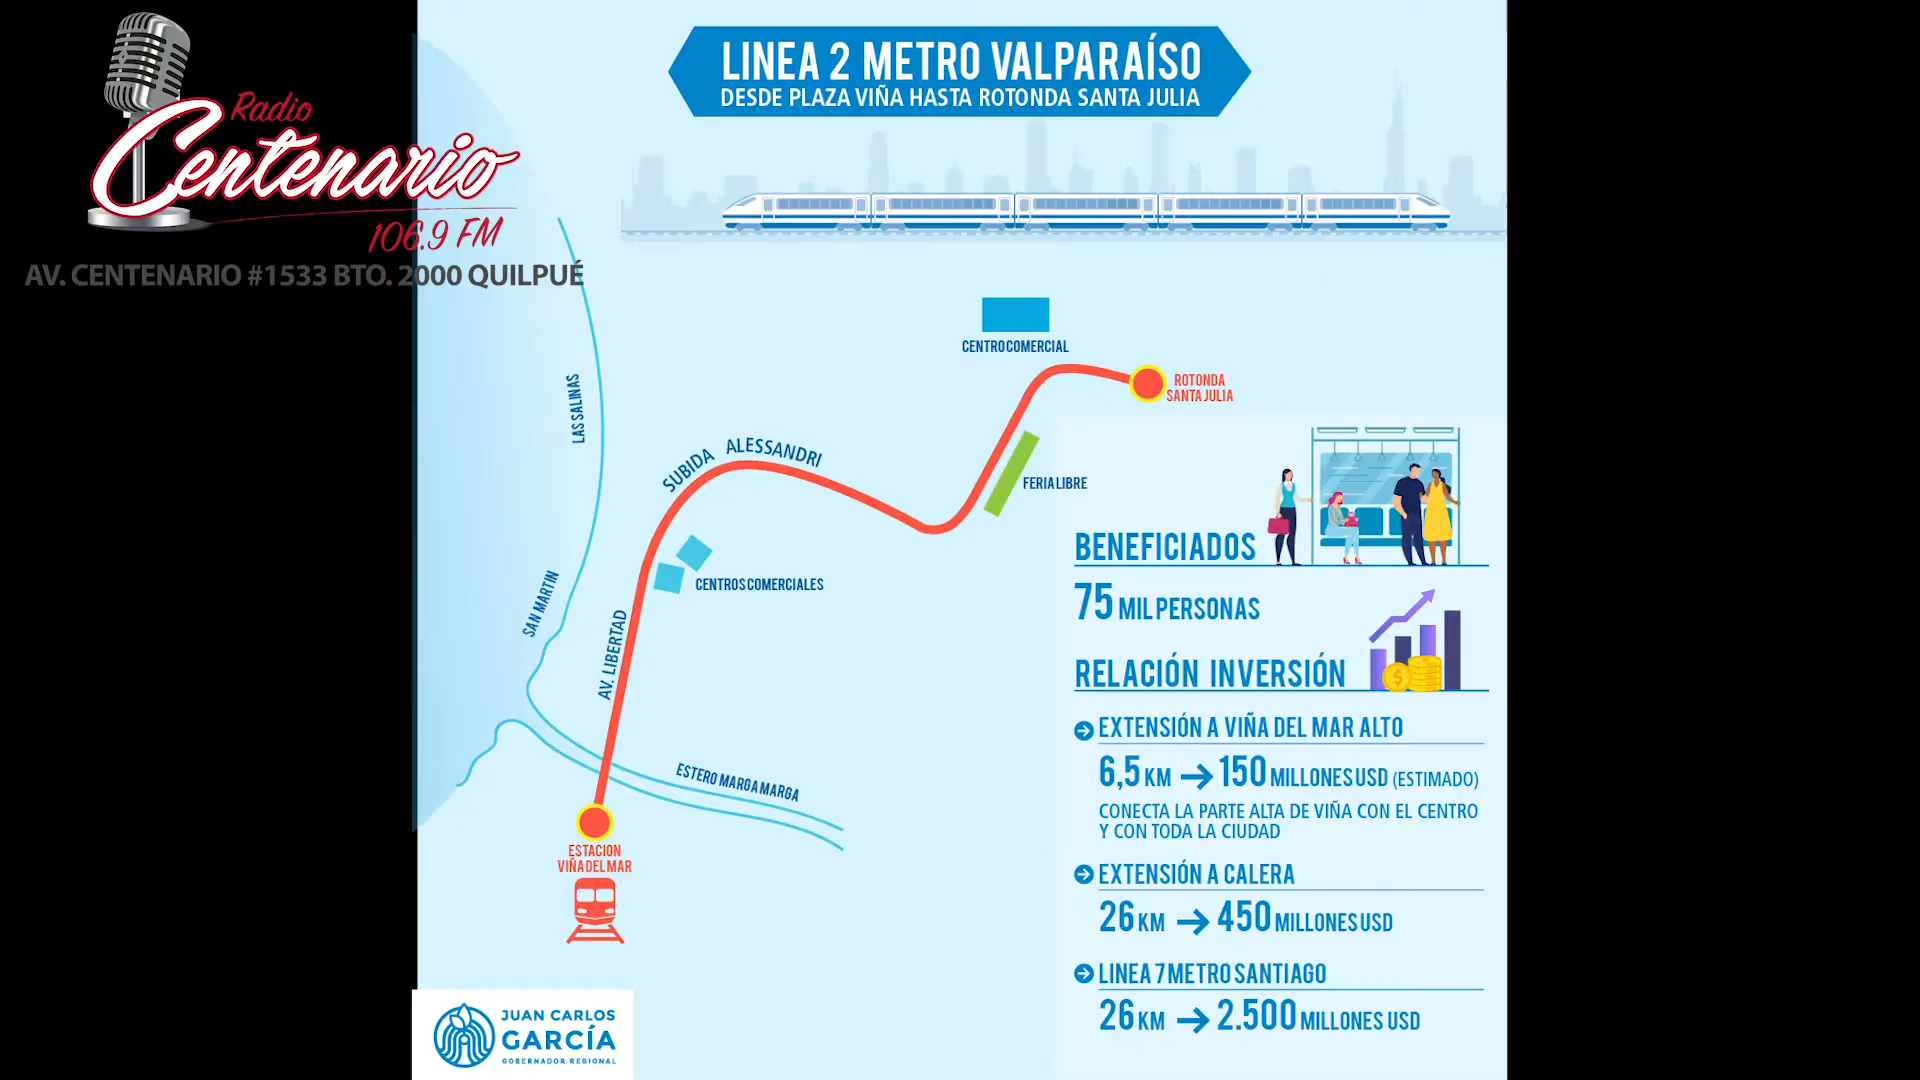 Radio
Centenario
106.9 FM
AV. CENTENARIO #1533 BTO. 2000 QUILPUÉ
LINEA 2 METRO VALPARAÍSO
DESDE PLAZA VIÑA HASTA ROTONDA SANTA JULIA
CENTRO COMERCIAL
ROTONDA
SANTA JULIA
LAS SALINAS
SUBIDA ALESSANDRI
FERIA LIBRE
CENTROS COMERCIALES
SAN MARTIN
AV. LIBERTAD
ESTERO MARGA MARGA
ESTACION
VIÑA DEL MAR
BENEFICIADOS
75 MIL PERSONAS
RELACIÓN INVERSIÓN
$
EXTENSIÓN A VIÑA DEL MAR ALTO
6,5 KM → 150 MILLONES USD (ESTIMADO)
CONECTA LA PARTE ALTA DE VIÑA CON EL CENTRO
Y CON TODA LA CIUDAD
EXTENSIÓN A CALERA
26 KM → 450 MILLONES USD
LINEA 7 METRO SANTIAGO
26 KM → 2.500 MILLONES USD
JUAN CARLOS
GARCÍA
GOBERNADOR REGIONAL